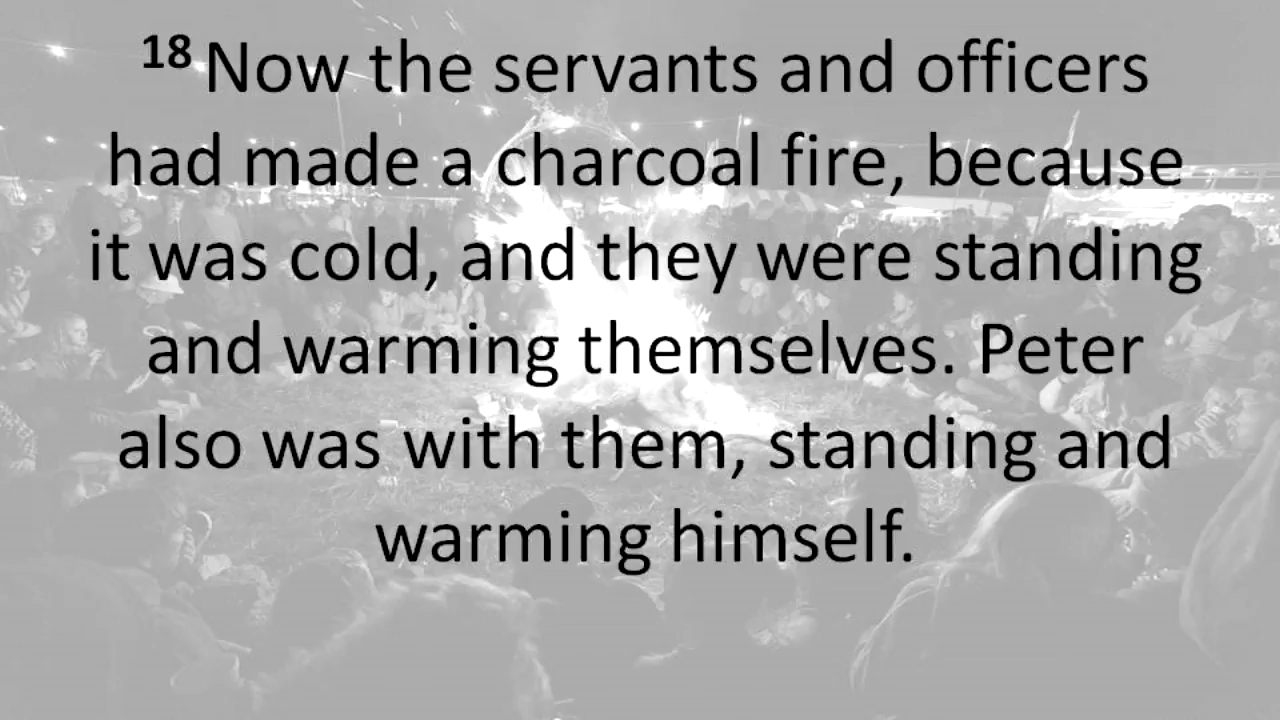 18 Now the servants and officers
had made a charcoal fire, because
it was cold, and they were standing
and warming themselves. Peter
also was with them, standing and
warming himself.